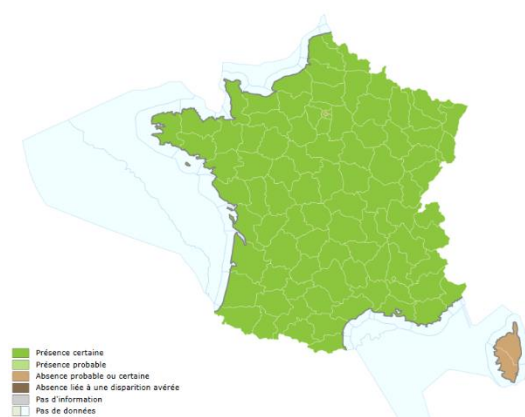 Présence certaine
Présence probable
Absence probable ou certaine
Absence liée à une disparition avérée
Pas d'information
Pas de données